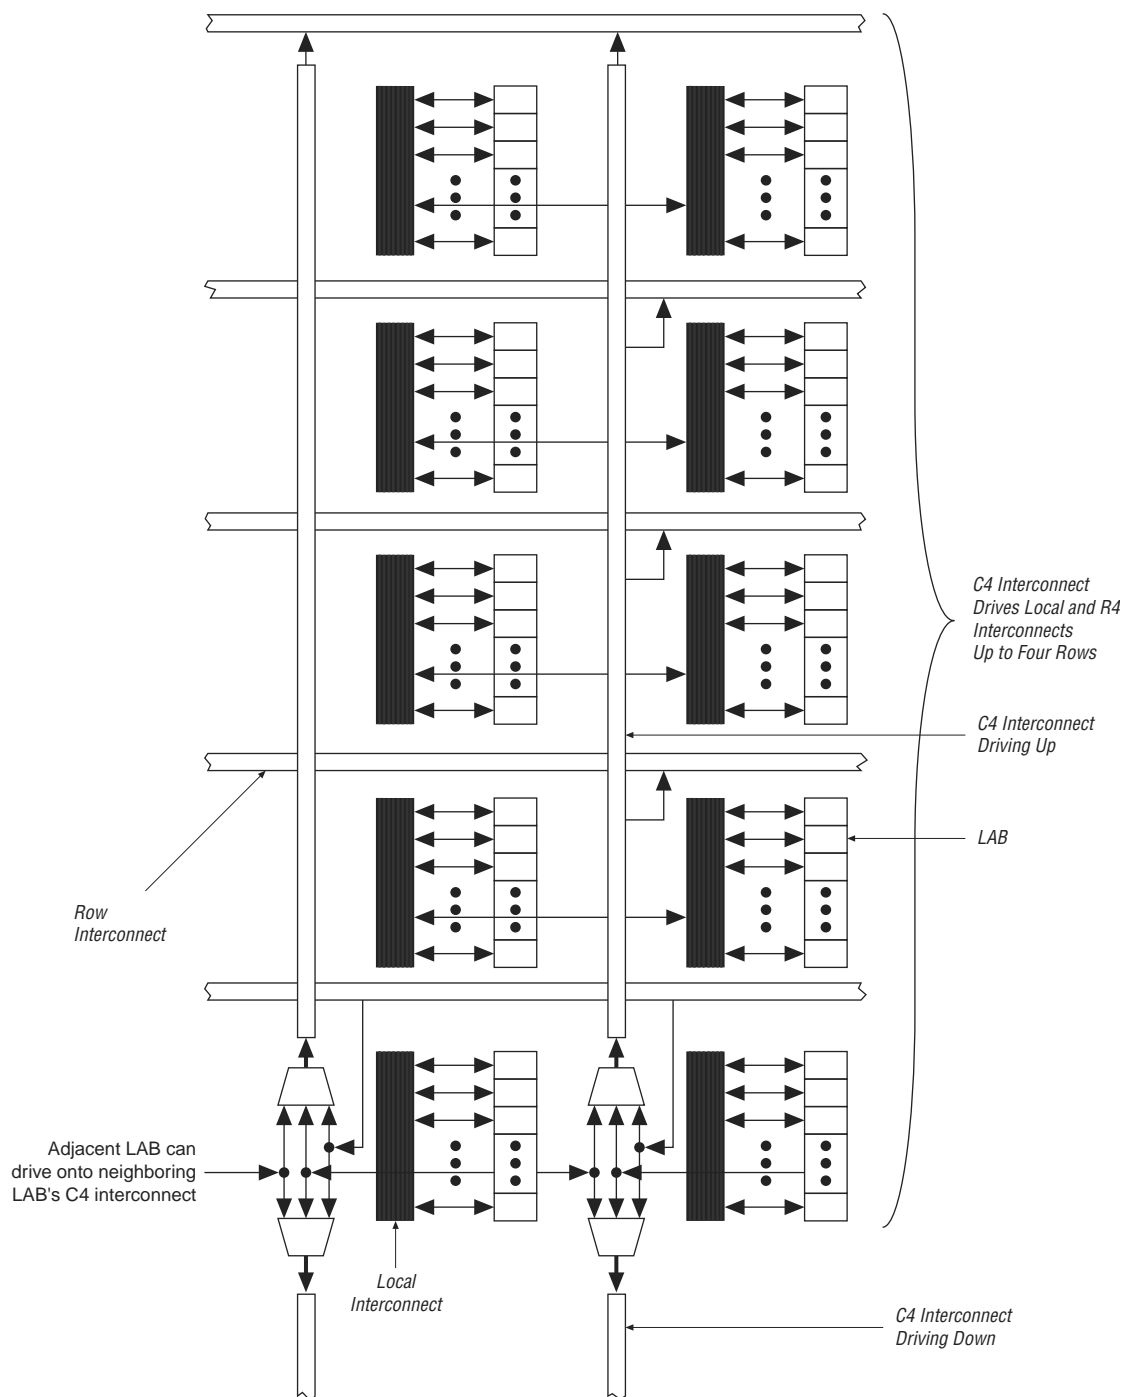 C4 Interconnect
Drives Local and R4
Interconnects
Up to Four Rows
C4 Interconnect
Driving Up
LAB
Row
Interconnect
Adjacent LAB can
drive onto neighboring
LAB's C4 interconnect
Local
Interconnect
C4 Interconnect
Driving Down